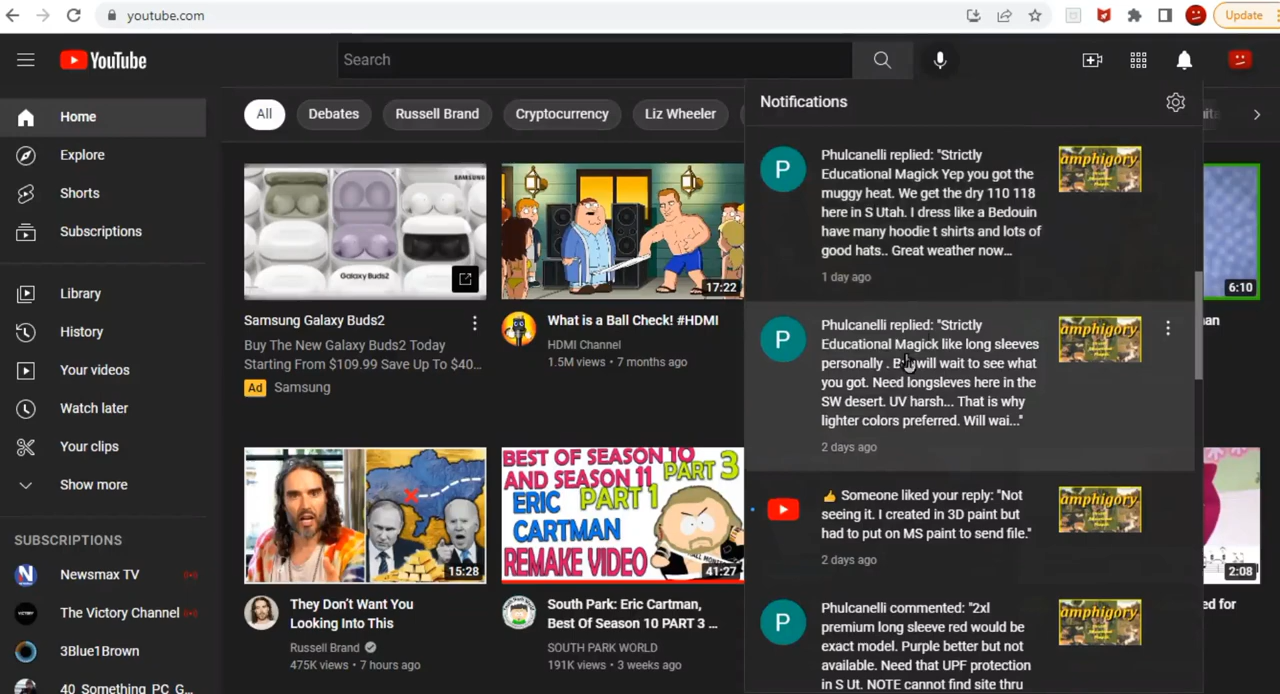 youtube.com
Update
YouTube
Search
Home
Explore
Shorts
Subscriptions
Library
History
Your videos
Watch later
Your clips
Show more
SUBSCRIPTIONS
Newsmax TV
The Victory Channel
3Blue1Brown
40_Something_PC_G...
All
Debates
Russell Brand
Cryptocurrency
Liz Wheeler
SAMSUNG
Galaxy Buds2
Samsung Galaxy Buds2
Buy The New Galaxy Buds2 Today
Starting From $109.99 Save Up To $40...
Ad Samsung
17:22
What is a Ball Check! #HDMI
HDMI Channel
1.5M views • 7 months ago
15:28
They Don't Want You
Looking Into This
Russell Brand
475K views • 7 hours ago
BEST OF SEASON 10
AND SEASON 11
PART 3
ERIC PART 1
CARTMAN
REMAKE VIDEO
41:27
South Park: Eric Cartman,
Best Of Season 10 PART 3 ...
SOUTH PARK WORLD
191K views • 3 weeks ago
Notifications
P
Phulcanelli replied: "Strictly
Educational Magick Yep you got the
muggy heat. We get the dry 110 118
here in S Utah. I dress like a Bedouin
have many hoodie t shirts and lots of
good hats.. Great weather now...
1 day ago
amphigory
P
Phulcanelli replied: "Strictly
Educational Magick like long sleeves
personally . But will wait to see what
you got. Need longsleves here in the
SW desert. UV harsh... That is why
lighter colors preferred. Will wai..."
2 days ago
amphigory
👍 Someone liked your reply: "Not
seeing it. I created in 3D paint but
had to put on MS paint to send file."
2 days ago
amphigory
P
Phulcanelli commented: "2xl
premium long sleeve red would be
exact model. Purple better but not
available. Need that UPF protection
in S Ut. NOTE cannot find site thru
amphigory
6:10
2:08